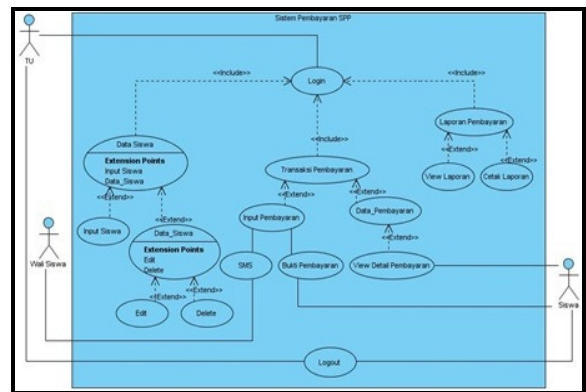 Sistem Pembayaran SPP
TU
<<Include>>
<<Include>>
Login
Data Siswa
Extension Points
Input Siswa
Data_Siswa
<<Include>>
Laporan Pembayaran
<<Extend>>
<<Extend>>
View Laporan
Cetak Laporan
Transaksi Pembayaran
<<Extend>>
<<Extend>>
<<Extend>>
<<Extend>>
Input Pembayaran
Data_Pembayaran
Input Siswa
Data_Siswa
Extension Points
Edit
Delete
<<Extend>>
Wali Siswa
SMS
Bukti Pembayaran
View Detail Pembayaran
<<Extend>>
<<Extend>>
Edit
Delete
Siswa
Logout